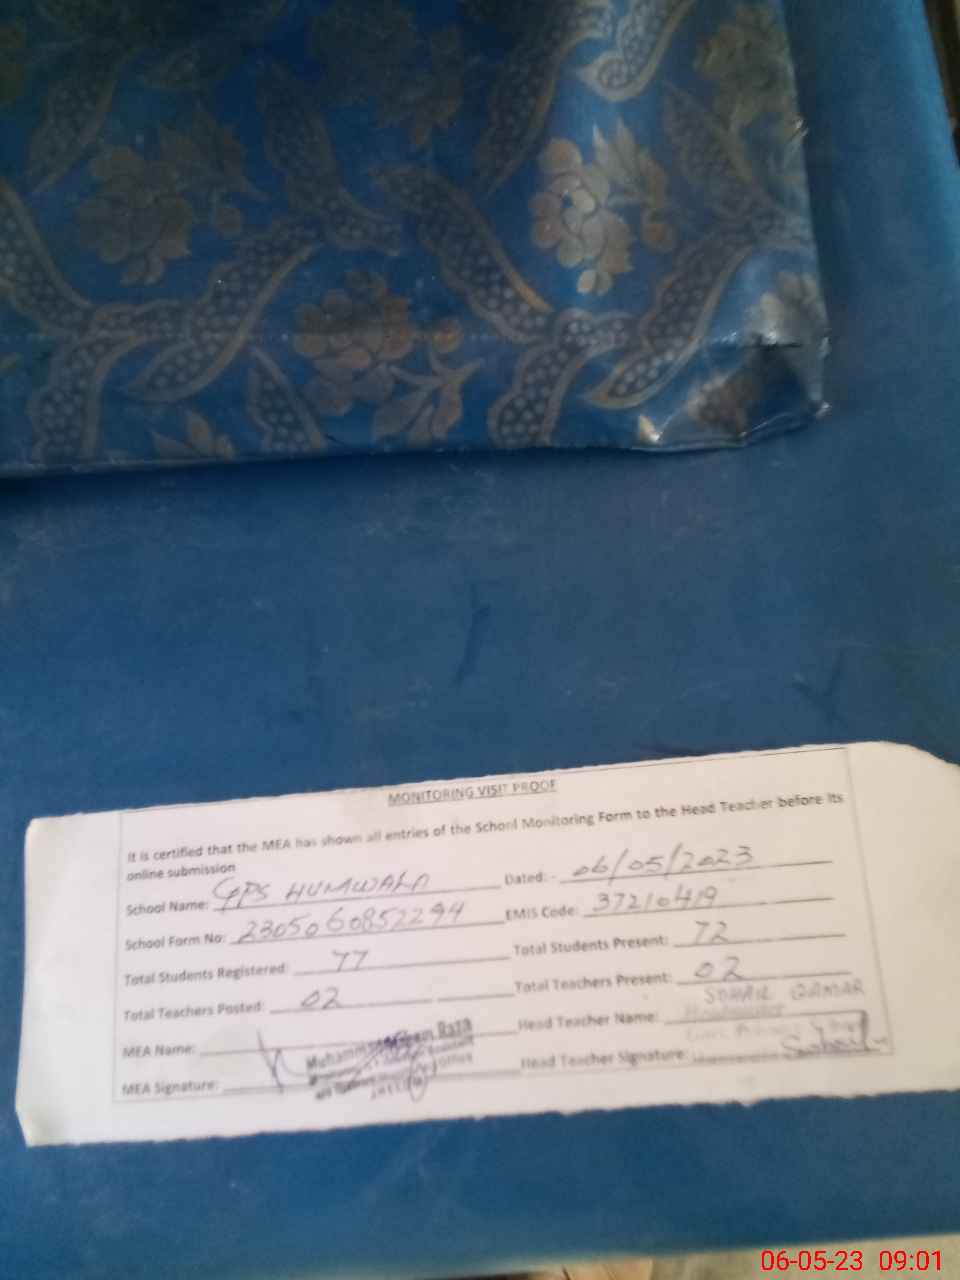 MONITORING VISIT PROOF
It is certified that the MEA has shown all entries of the School Monitoring Form to the Head Teacher before its
online submission
School Name: GPS HUMWALA Dated: - 06/05/2023
School Form No: 2305060852294 EMIS Code: 37210419
Total Students Registered: 77 Total Students Present: 72
Total Teachers Posted: 02 Total Teachers Present: 02
MEA Name: Muhammad Raza Head Teacher Name: SOHAIL
MEA Signature: Head Teacher Signature: Sohail
06-05-23 09:01